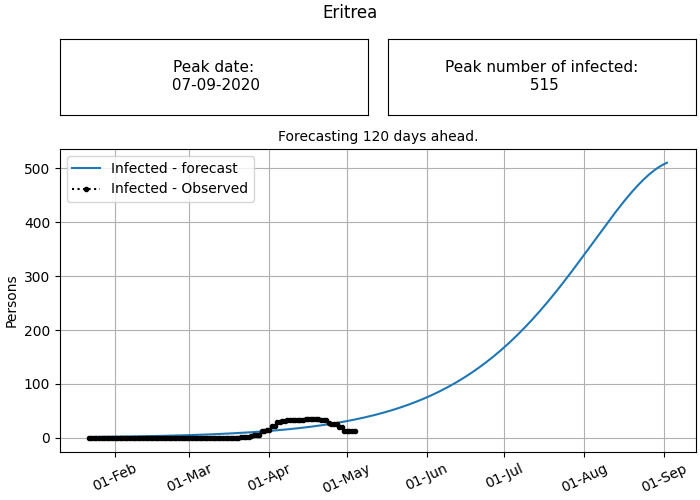 Eritrea
Peak date:
07-09-2020
Peak number of infected:
515
Forecasting 120 days ahead.
Infected - forecast
Infected - Observed
Persons
500
400
300
200
100
0
01-Feb
01-Mar
01-Apr
01-May
01-Jun
01-Jul
01-Aug
01-Sep